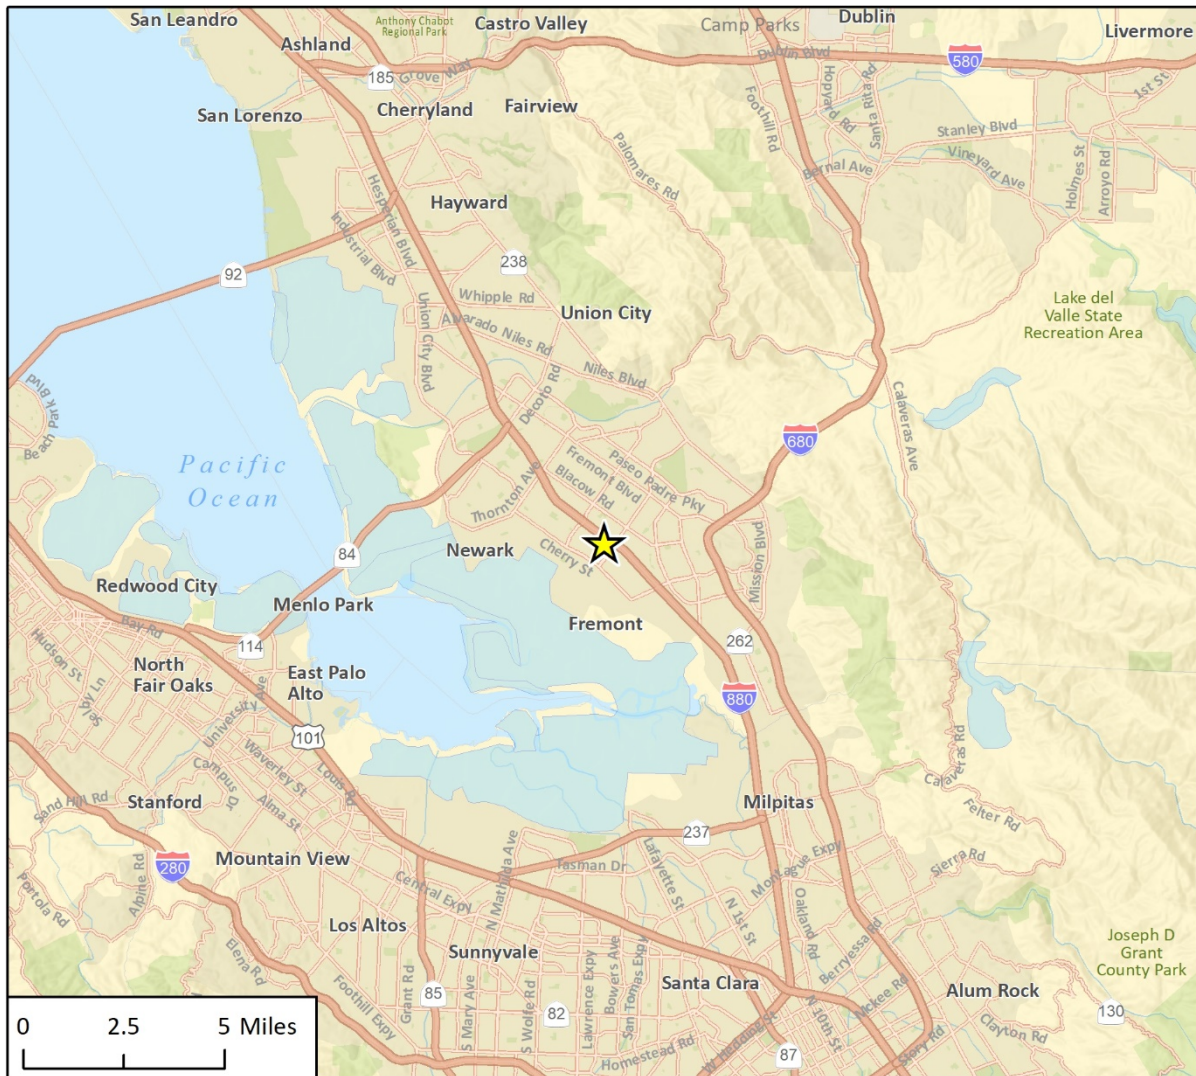 San Leandro
Anthony Chabot
Regional Park
Castro Valley
Camp Parks
Dublin
Livermore
Ashland
Dublin Blvd
580
185
Grove Way
1st St
San Lorenzo
Cherryland
Fairview
Foothill Rd
Hopyard Rd
Santa Rita Rd
Stanley Blvd
Palomares Rd
Bernal Ave
Vineyard Ave
Holmes St
Arroyo Rd
Hesperian Blvd
Hayward
Industrial Blvd
238
92
Whipple Rd
Union City
Lake del
Valle State
Recreation Area
Union City Blvd
Alvarado Niles Rd
Niles Blvd
Decoto Rd
Calaveras Ave
Beach Park Blvd
680
Pacific
Ocean
Paseo Padre Pky
Fremont Blvd
Blacow Rd
Thornton Ave
Newark
Cherry St
84
Mission Blvd
Redwood City
Menlo Park
Fremont
Bay Rd
114
262
Hudson St
North
Fair Oaks
East Palo
Alto
Selby Ln
University Ave
880
101
Waverley St
Louis Rd
Campus Dr
Alma St
Calaveras Rd
Sand Hill Rd
Stanford
Milpitas
Felter Rd
237
Mountain View
280
N Mathilda Ave
Tasman Dr
Lafayette St
Montague Expy
Sierra Rd
Portola Rd
Alpine Rd
Central Expy
N 1st St
Oakland Rd
Los Altos
Berryessa Rd
Joseph D
Grant
County Park
Elena Rd
Sunnyvale
Foothill Expy
Grant Rd
85
S Mary Ave
S Wolfe Rd
82
Lawrence Expy
Bowers Ave
San Tomas Expy
Santa Clara
Mckee Rd
Alum Rock
N 10th St
130
Clayton Rd
Story Rd
Homestead Rd
W Hedding St
87
0 2.5 5 Miles